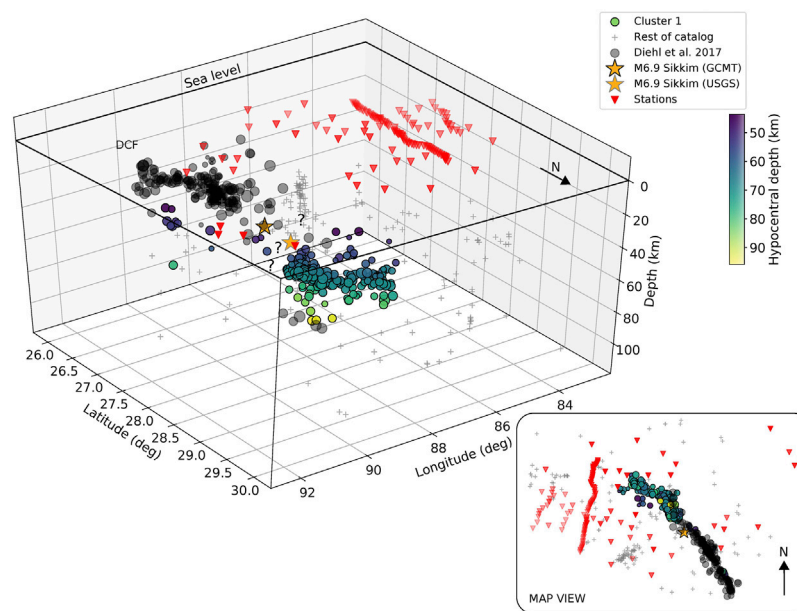 Cluster 1
Rest of catalog
Diehl et al. 2017
M6.9 Sikkim (GCMT)
M6.9 Sikkim (USGS)
Stations
Sea level
DCF
N
?
?
?
0
20
40
60
80
100
Depth (km)
50
60
70
80
90
Hypocentral depth (km)
26.0
26.5
27.0
27.5
28.0
28.5
29.0
29.5
30.0
Latitude (deg)
92
90
88
86
84
Longitude (deg)
N
MAP VIEW